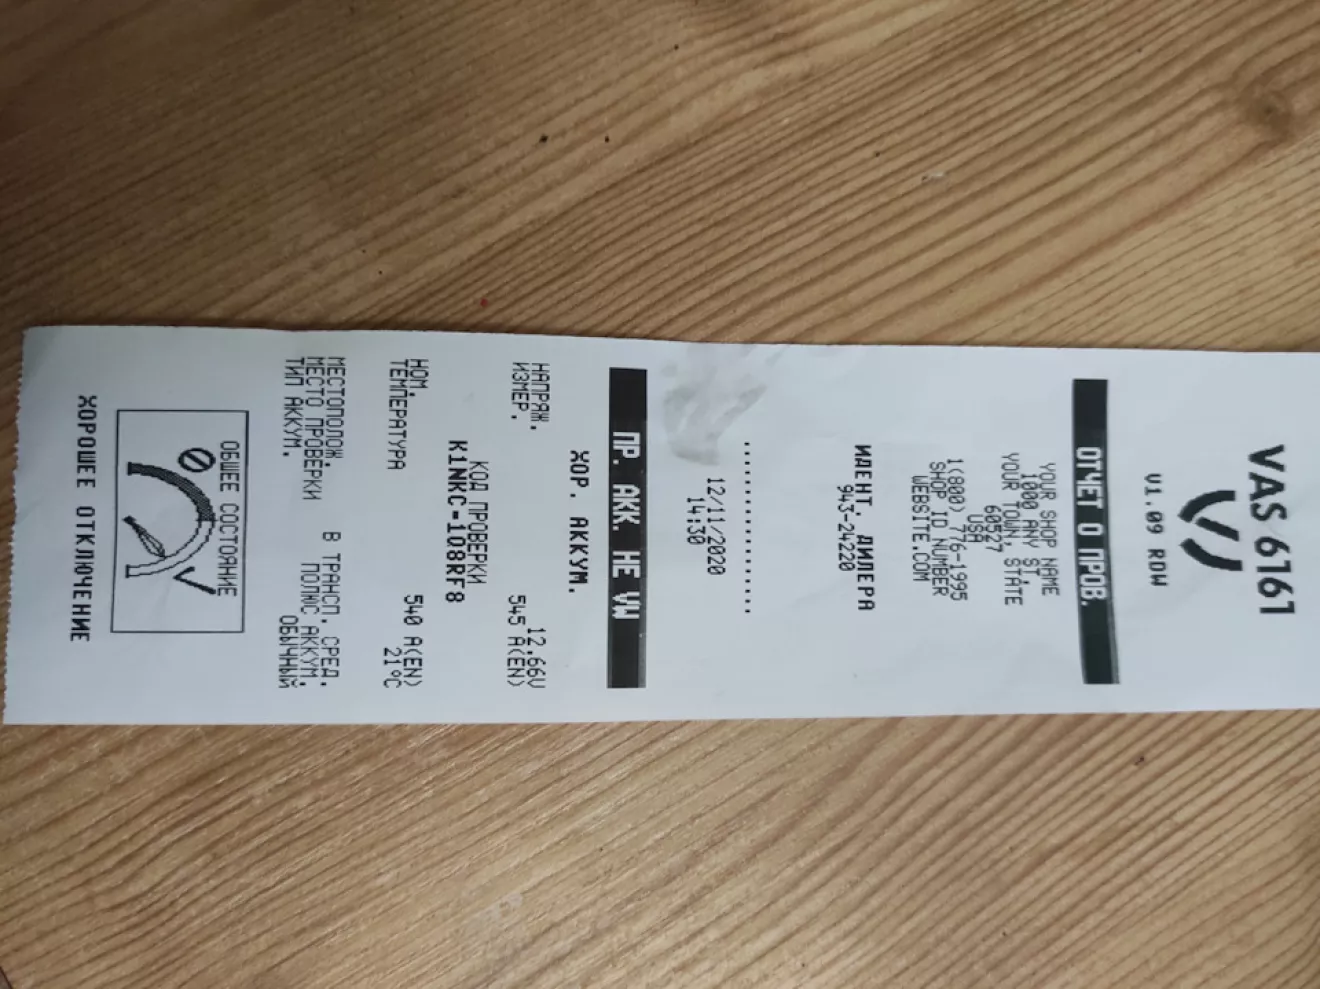 VAS 6161
V1.09 RDW
ОТЧЕТ О ПРОВ.
YOUR SHOP NAME
1000 ANY ST,
YOUR TOWN, STATE
60527
USA
1(800) 776-1995
SHOP ID NUMBER
WEBSITE.COM
ИДЕНТ. ДИЛЕРА
943-24220
....................
12/11/2020
14:30
ПР. АКК. НЕ VW
ХОР. АККУМ.
НАПРЯЖ. 12.66V
ИЗМЕР. 545 A(EN)
КОД ПРОВЕРКИ
K1NKC-1Q8RF8
НОМ. 540 A(EN)
ТЕМПЕРАТУРА 21°C
МЕСТОПОЛОЖ. В ТРАНСП. СРЕД.
МЕСТО ПРОВЕРКИ ПОЛЮС АККУМ.
ТИП АККУМ. ОБЫЧНЫЙ
ОБЩЕЕ СОСТОЯНИЕ
ХОРОШЕЕ ОТКЛЮЧЕНИЕ